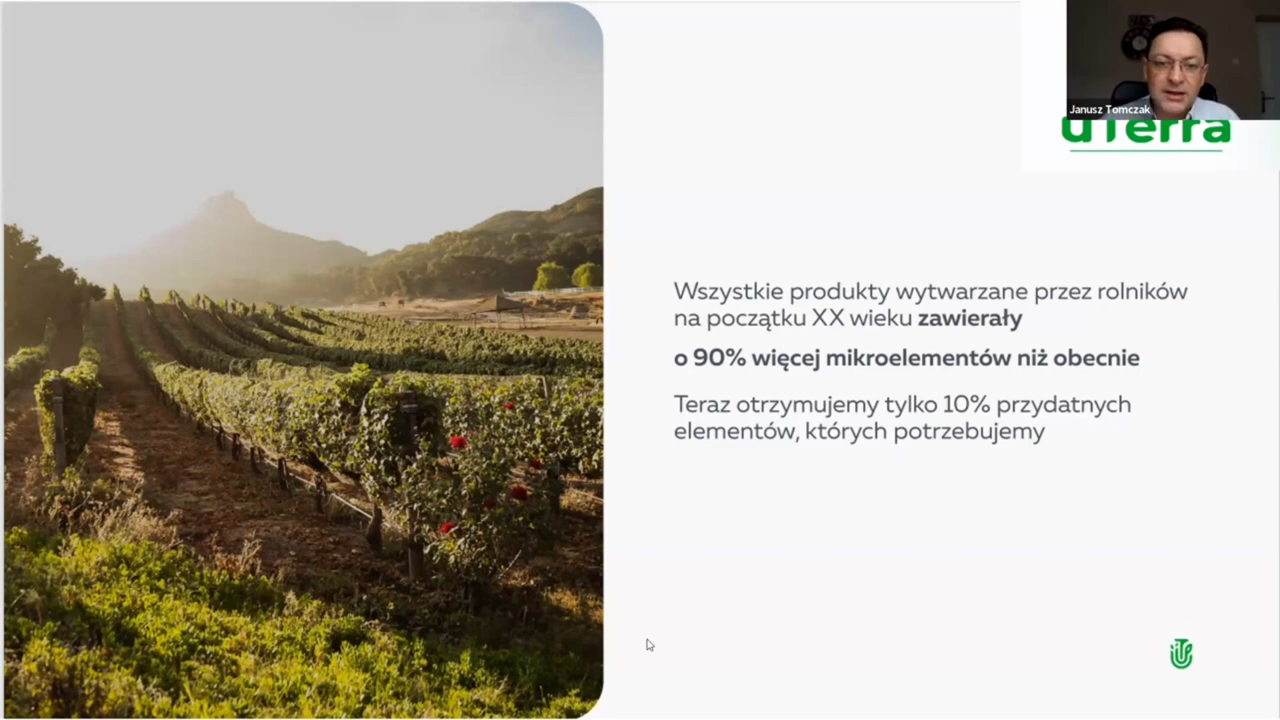 Janusz Tomczak
uTerra
Wszystkie produkty wytwarzane przez rolników
na początku XX wieku zawierały
o 90% więcej mikroelementów niż obecnie
Teraz otrzymujemy tylko 10% przydatnych
elementów, których potrzebujemy